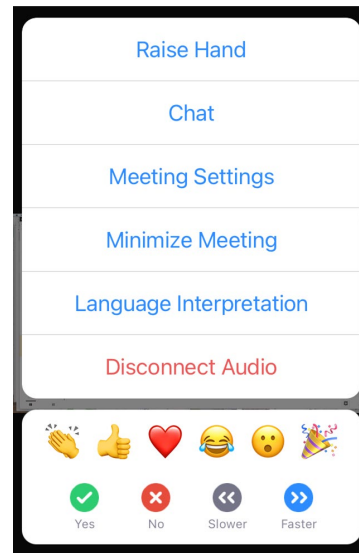 Raise Hand
Chat
Meeting Settings
Minimize Meeting
Language Interpretation
Disconnect Audio
Yes No Slower Faster